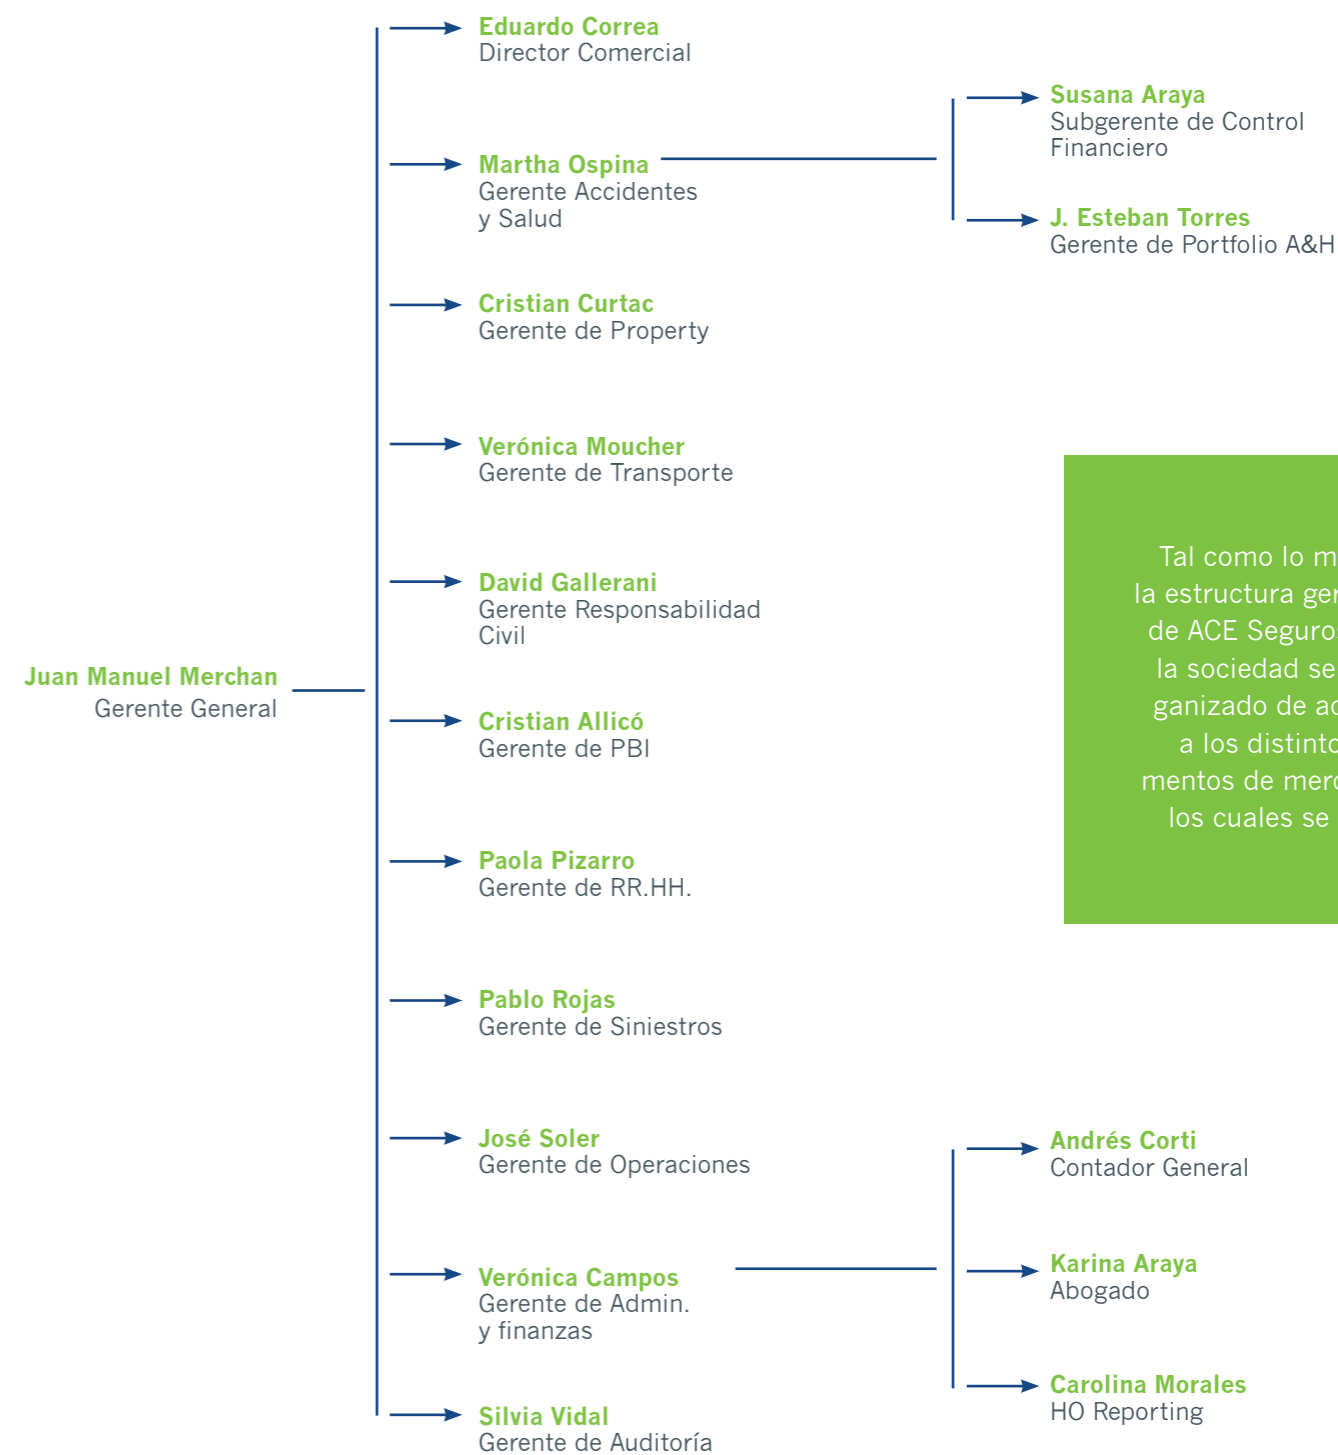 Eduardo Correa
Director Comercial
Susana Araya
Subgerente de Control
Financiero
Martha Ospina
Gerente Accidentes
y Salud
J. Esteban Torres
Gerente de Portfolio A&H
Cristian Curtac
Gerente de Property
Verónica Moucher
Gerente de Transporte
David Gallerani
Gerente Responsabilidad
Civil
Tal como lo
la estructura
de ACE
la sociedad se
ganizado de
a los
mentos de
los cuales se
Juan Manuel Merchan
Gerente General
Cristian Allicó
Gerente de PBI
Paola Pizarro
Gerente de RR.HH.
Pablo Rojas
Gerente de Siniestros
José Soler
Gerente de Operaciones
Andrés Corti
Contador General
Verónica Campos
Gerente de Admin.
y finanzas
Karina Araya
Abogado
Carolina Morales
HO Reporting
Silvia Vidal
Gerente de Auditoría